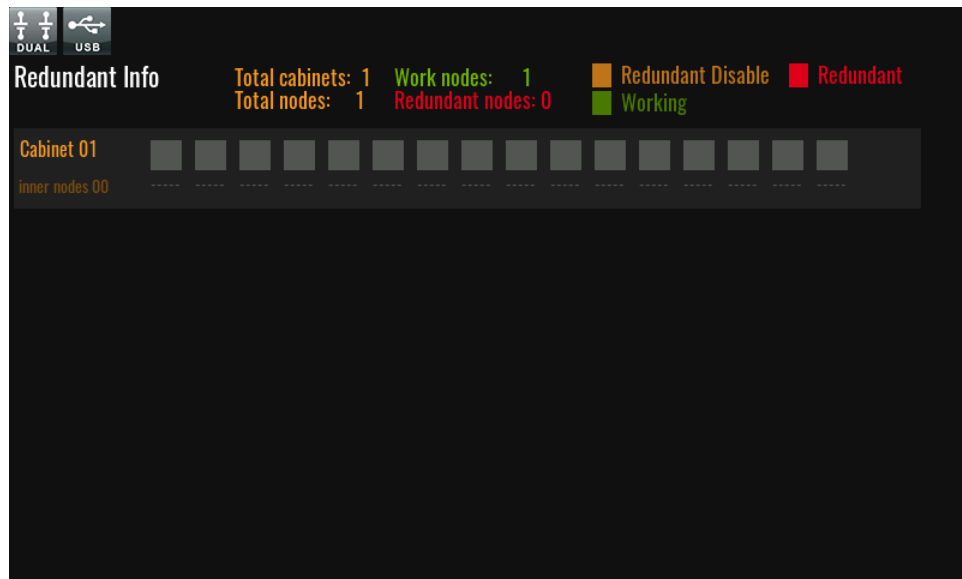 DUAL USB
Redundant Info
Total cabinets: 1 Work nodes: 1 Redundant Disable Redundant
Total nodes: 1 Redundant nodes: 0 Working
Cabinet 01
inner nodes 00 ----- ----- ----- ----- ----- ----- ----- ----- ----- ----- ----- ----- ----- ----- ----- -----